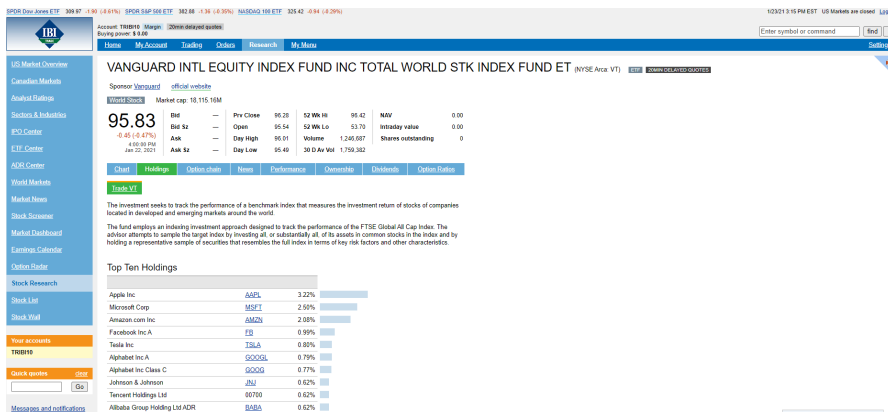 SPDR Dow Jones ETF 309.97 -1.90 (-0.61%) SPDR S&P 500 ETF 382.88 -1.36 (-0.35%) NASDAQ 100 ETF 325.42 -0.94 (-0.29%)
1/23/21 3:15 PM EST US Markets are closed Log
IBI
Account: TRIBI10 Margin 20min delayed quotes
Buying power: $ 0.00
Enter symbol or command find
Home My Account Trading Orders Research My Menu
Setting
US Market Overview
Canadian Markets
Analyst Ratings
Sectors & Industries
IPO Center
ETF Center
ADR Center
World Markets
Market News
Stock Screener
Market Dashboard
Earnings Calendar
Option Radar
Stock Research
Stock List
Stock Wall
Your accounts
TRIBI10
Quick quotes clear
Go
Messages and notifications
VANGUARD INTL EQUITY INDEX FUND INC TOTAL WORLD STK INDEX FUND ET (NYSE Arca: VT) ETF 20MIN DELAYED QUOTES
Sponsor Vanguard official website
World Stock Market cap: 18,115.16M
95.83
-0.45 (-0.47%)
4:00:00 PM
Jan 22, 2021
Bid — Prv Close 96.28 52 Wk Hi 96.42 NAV 0.00
Bid Sz — Open 95.54 52 Wk Lo 53.70 Intraday value 0.00
Ask — Day High 96.01 Volume 1,246,687 Shares outstanding 0
Ask Sz — Day Low 95.49 30 D Av Vol 1,759,382
Chart Holdings Option chain News Performance Ownership Dividends Option Ratios
Trade VT
The investment seeks to track the performance of a benchmark index that measures the investment return of stocks of companies
located in developed and emerging markets around the world.
The fund employs an indexing investment approach designed to track the performance of the FTSE Global All Cap Index. The
advisor attempts to sample the target index by investing all, or substantially all, of its assets in common stocks in the index and by
holding a representative sample of securities that resembles the full index in terms of key risk factors and other characteristics.
Top Ten Holdings
Apple Inc AAPL 3.22%
Microsoft Corp MSFT 2.50%
Amazon.com Inc AMZN 2.08%
Facebook Inc A FB 0.99%
Tesla Inc TSLA 0.80%
Alphabet Inc A GOOGL 0.79%
Alphabet Inc Class C GOOG 0.77%
Johnson & Johnson JNJ 0.62%
Tencent Holdings Ltd 00700 0.62%
Alibaba Group Holding Ltd ADR BABA 0.62%